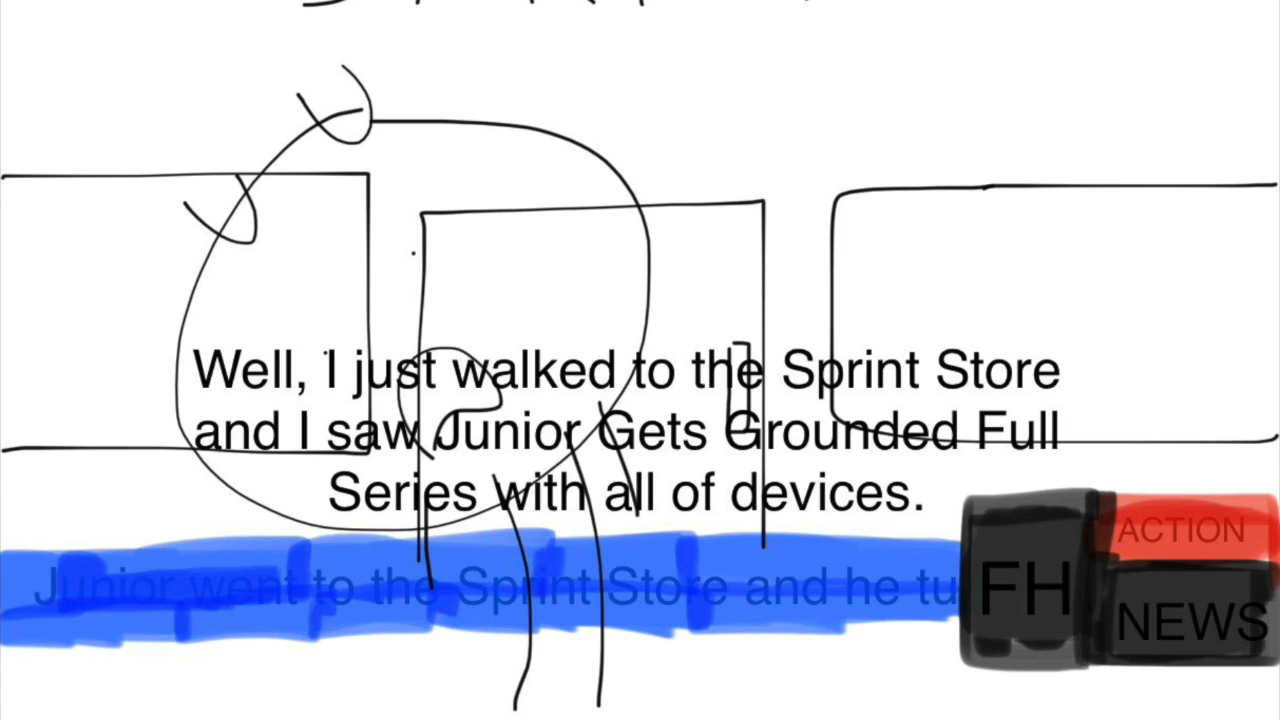 Well, I just walked to the Sprint Store
and I saw Junior Gets Grounded Full
Series with all of devices.
Junior went to the Sprint Store and he tu
FH
ACTION
NEWS